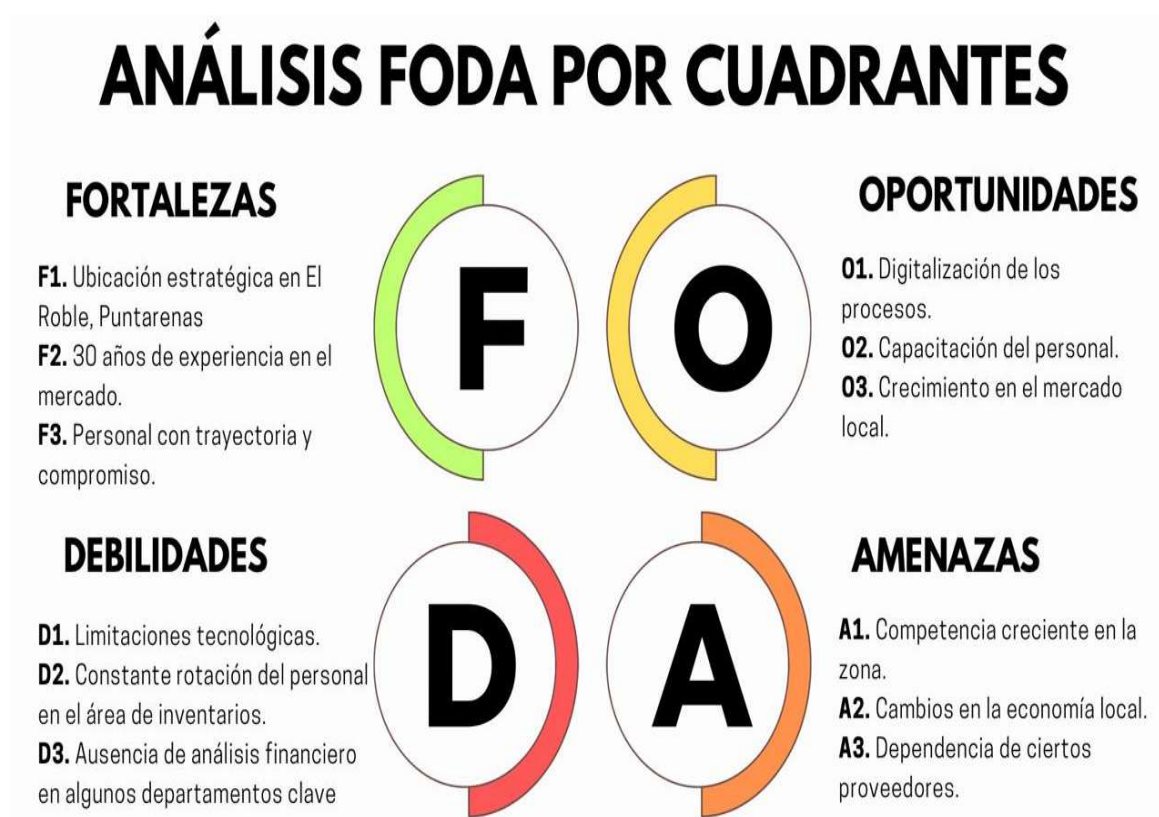 ANÁLISIS FODA POR CUADRANTES
FORTALEZAS
F1. Ubicación estratégica en El
Roble, Puntarenas
F2. 30 años de experiencia en el
mercado.
F3. Personal con trayectoria y
compromiso.
F
O
OPORTUNIDADES
O1. Digitalización de los
procesos.
O2. Capacitación del personal.
O3. Crecimiento en el mercado
local.
DEBILIDADES
D1. Limitaciones tecnológicas.
D2. Constante rotación del personal
en el área de inventarios.
D3. Ausencia de análisis financiero
en algunos departamentos clave
D
A
AMENAZAS
A1. Competencia creciente en la
zona.
A2. Cambios en la economía local.
A3. Dependencia de ciertos
proveedores.